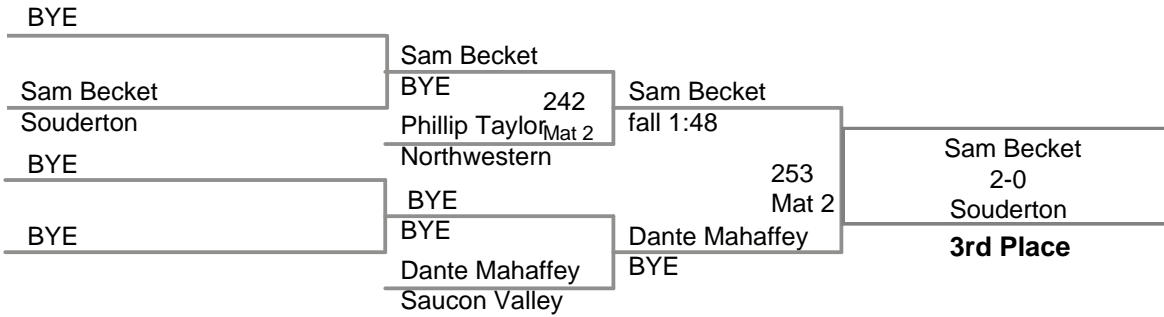 BYE
Sam Becket
Souderton
BYE
BYE
Sam Becket
BYE
242
Mat 2
Phillip Taylor
Northwestern
BYE
BYE
Dante Mahaffey
Saucon Valley
Sam Becket
fall 1:48
253
Mat 2
Dante Mahaffey
BYE
Sam Becket
2-0
Souderton
3rd Place